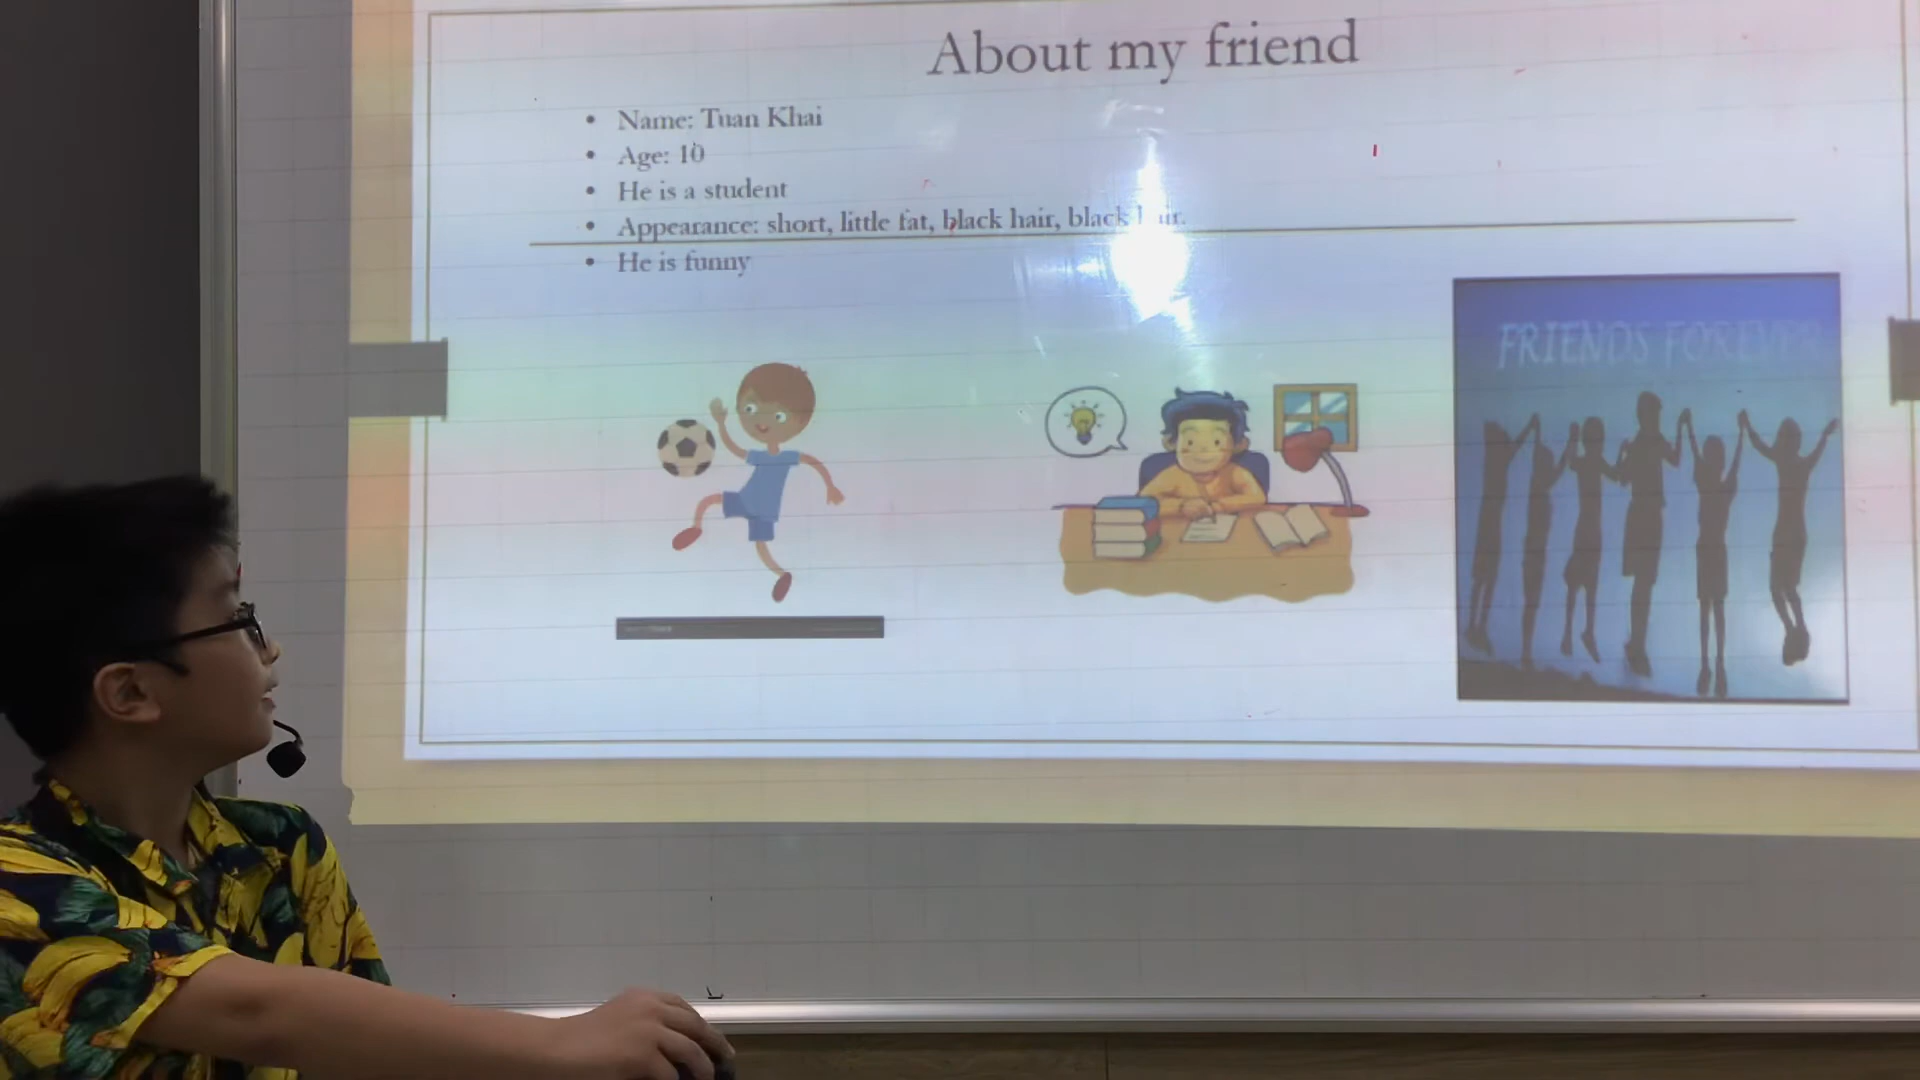 About my friend
• Name: Tuan Khai
• Age: 10
• He is a student
• Appearance: short, little fat, black hair, black
• He is funny
FRIENDS FOREVER